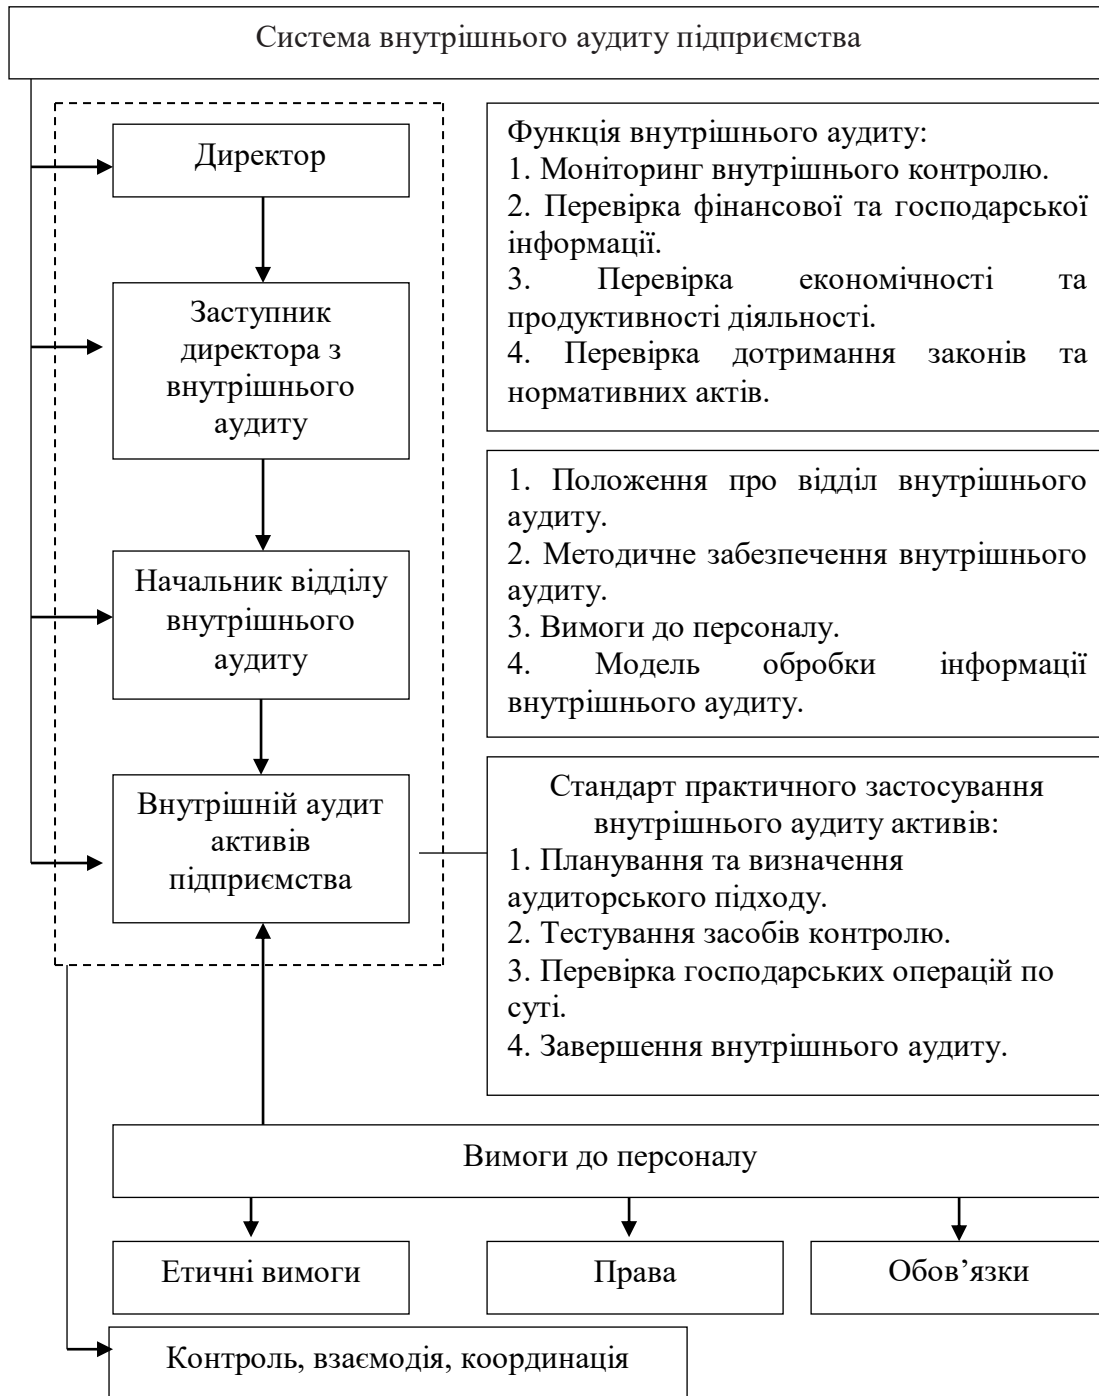 Система внутрішнього аудиту підприємства
Директор
Заступник
директора з
внутрішнього
аудиту
Начальник відділу
внутрішнього
аудиту
Внутрішній аудит
активів
підприємства
Функція внутрішнього аудиту:
1. Моніторинг внутрішнього контролю.
2. Перевірка фінансової та господарської
інформації.
3. Перевірка економічності та
продуктивності діяльності.
4. Перевірка дотримання законів та
нормативних актів.
1. Положення про відділ внутрішнього
аудиту.
2. Методичне забезпечення внутрішнього
аудиту.
3. Вимоги до персоналу.
4. Модель обробки інформації
внутрішнього аудиту.
Стандарт практичного застосування
внутрішнього аудиту активів:
1. Планування та визначення
аудиторського підходу.
2. Тестування засобів контролю.
3. Перевірка господарських операцій по
суті.
4. Завершення внутрішнього аудиту.
Вимоги до персоналу
Етичні вимоги
Права
Обов’язки
Контроль, взаємодія, координація